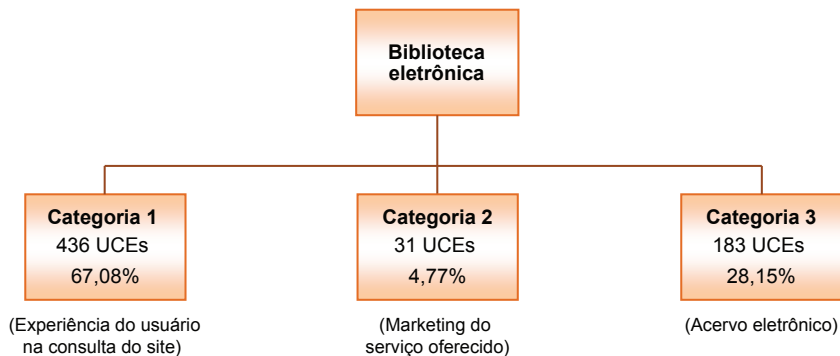 Biblioteca
eletrônica
Categoria 1
436 UCEs
67,08%
(Experiência do usuário
na consulta do site)
Categoria 2
31 UCEs
4,77%
(Marketing do
serviço oferecido)
Categoria 3
183 UCEs
28,15%
(Acervo eletrônico)